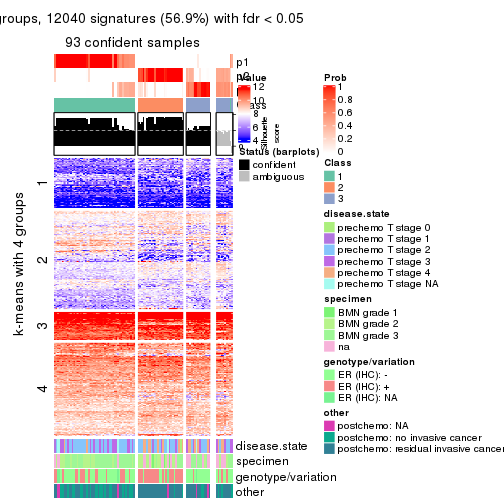 groups, 12040 signatures (56.9%) with fdr < 0.05
93 confident samples
p1
p2
Value
12
10
8
6
4
Silhouette
score
Status (barplots)
confident
ambiguous
Prob
1
0.8
0.6
0.4
0.2
0
Class
1
2
3
disease.state
prechemo T stage 0
prechemo T stage 1
prechemo T stage 2
prechemo T stage 3
prechemo T stage 4
prechemo T stage NA
specimen
BMN grade 1
BMN grade 2
BMN grade 3
na
genotype/variation
ER (IHC): -
ER (IHC): +
ER (IHC): NA
other
postchemo: NA
postchemo: no invasive cancer
postchemo: residual invasive cancer
k-means with 4 groups
1
2
3
4
disease.state
specimen
genotype/variation
other